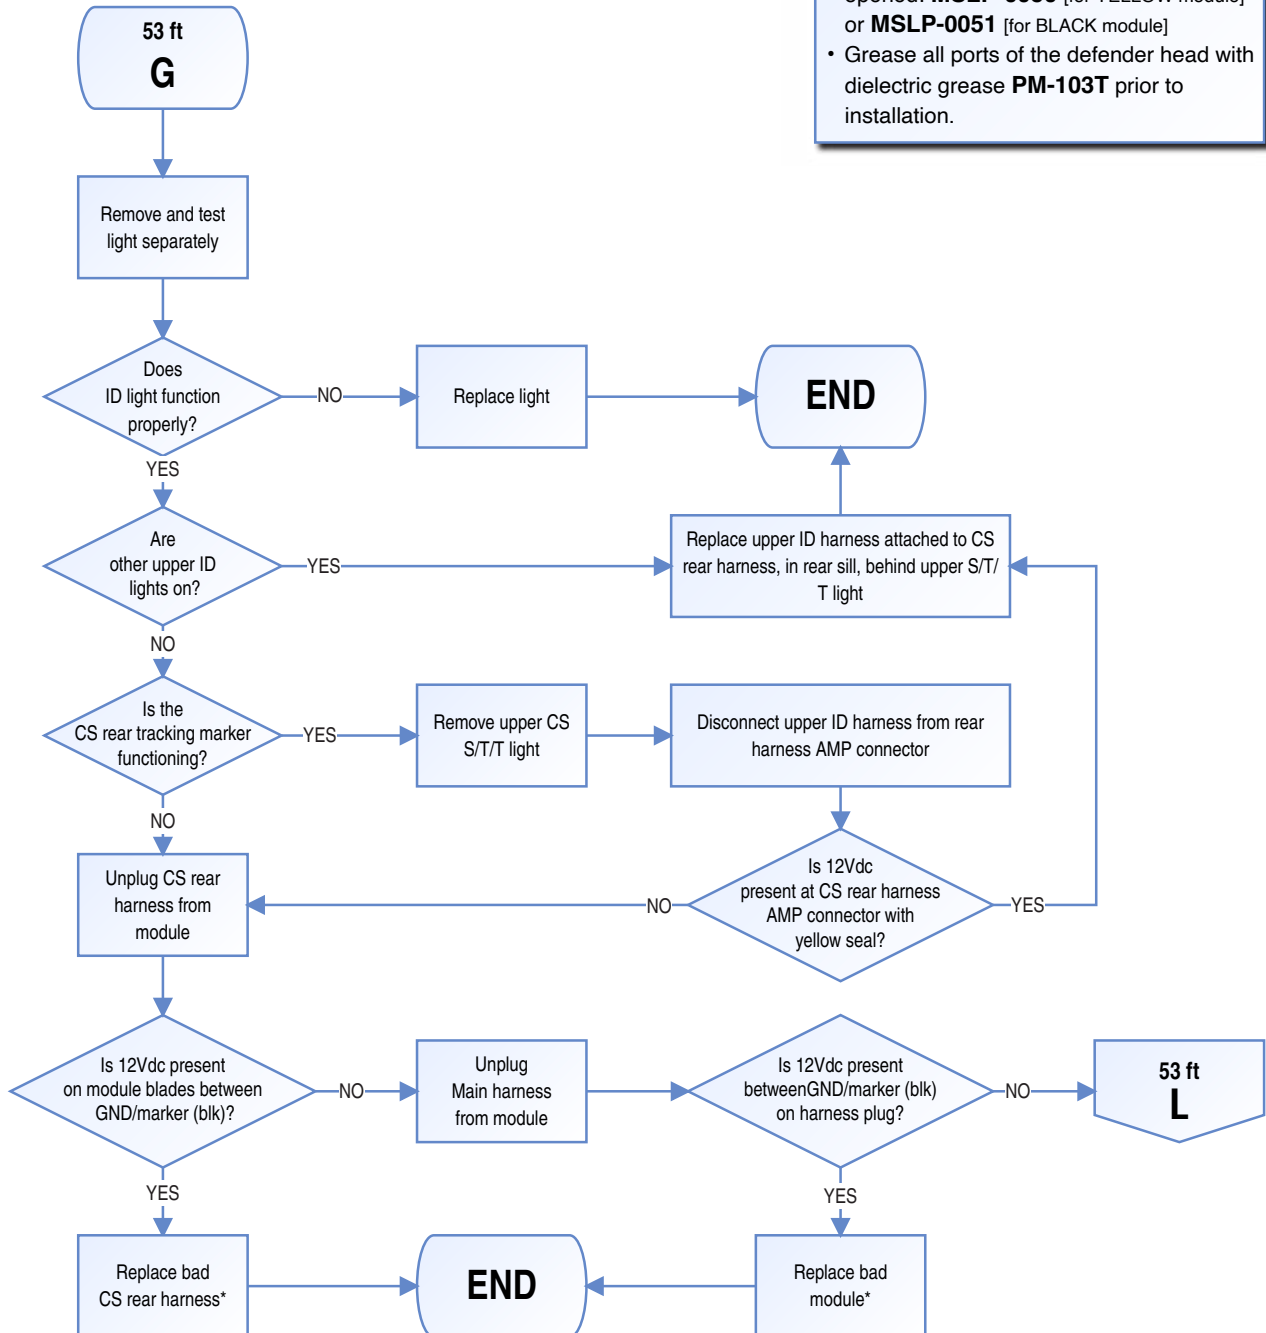 or MSLP-0051 [for BLACK module]
• Grease all ports of the defender head with
dielectric grease PM-103T prior to
installation.
53 ft
G
Remove and test
light separately
Does
ID light function
properly?
NO
Replace light
END
YES
Are
other upper ID
lights on?
YES
Replace upper ID harness attached to CS
rear harness, in rear sill, behind upper S/T/
T light
NO
Is the
CS rear tracking marker
functioning?
YES
Remove upper CS
S/T/T light
Disconnect upper ID harness from rear
harness AMP connector
NO
Unplug CS rear
harness from
module
NO
Is 12Vdc
present at CS rear harness
AMP connector with
yellow seal?
YES
Is 12Vdc present
on module blades between
GND/marker (blk)?
NO
Unplug
Main harness
from module
Is 12Vdc present
betweenGND/marker (blk)
on harness plug?
NO
53 ft
L
YES
YES
Replace bad
CS rear harness*
END
Replace bad
module*